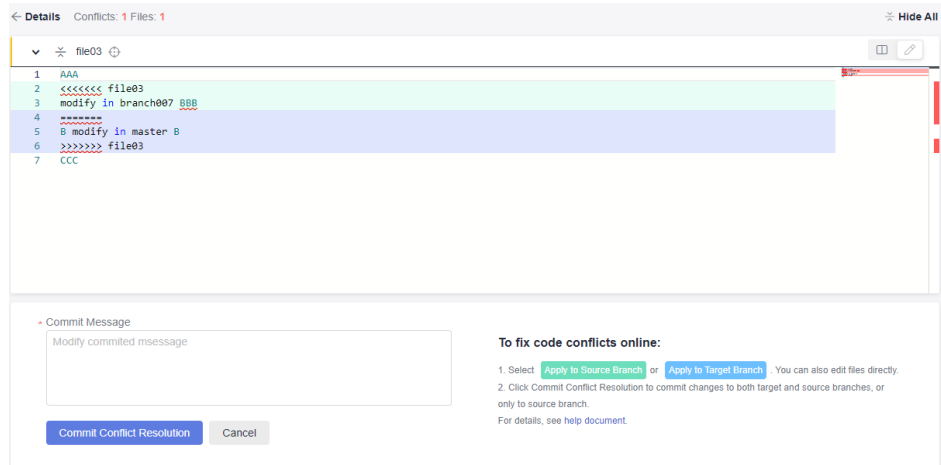 Details Conflicts: 1 Files: 1 Hide All
file03
1 AAA
2 <<<<<<< file03
3 modify in branch007 BBB
4 =======
5 B modify in master B
6 >>>>>>> file03
7 CCC
* Commit Message
Modify commited msessage
Commit Conflict Resolution Cancel
To fix code conflicts online:
1. Select Apply to Source Branch or Apply to Target Branch . You can also edit files directly.
2. Click Commit Conflict Resolution to commit changes to both target and source branches, or
only to source branch.
For details, see help document.